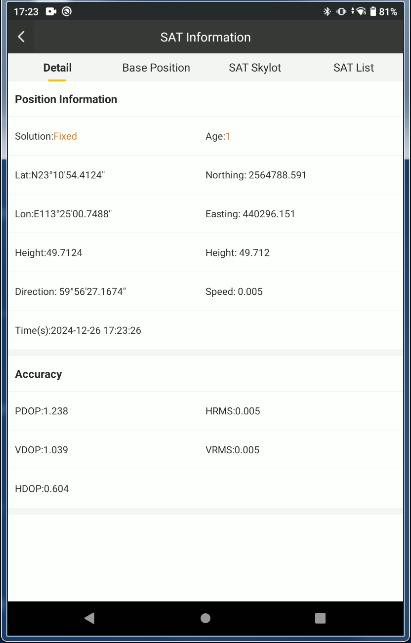 17:23 81%
SAT Information
Detail Base Position SAT Skylot SAT List
Position Information
Solution:Fixed Age:1
Lat:N23°10'54.4124" Northing: 2564788.591
Lon:E113°25'00.7488" Easting: 440296.151
Height:49.7124 Height: 49.712
Direction: 59°56'27.1674" Speed: 0.005
Time(s):2024-12-26 17:23:26
Accuracy
PDOP:1.238 HRMS:0.005
VDOP:1.039 VRMS:0.005
HDOP:0.604